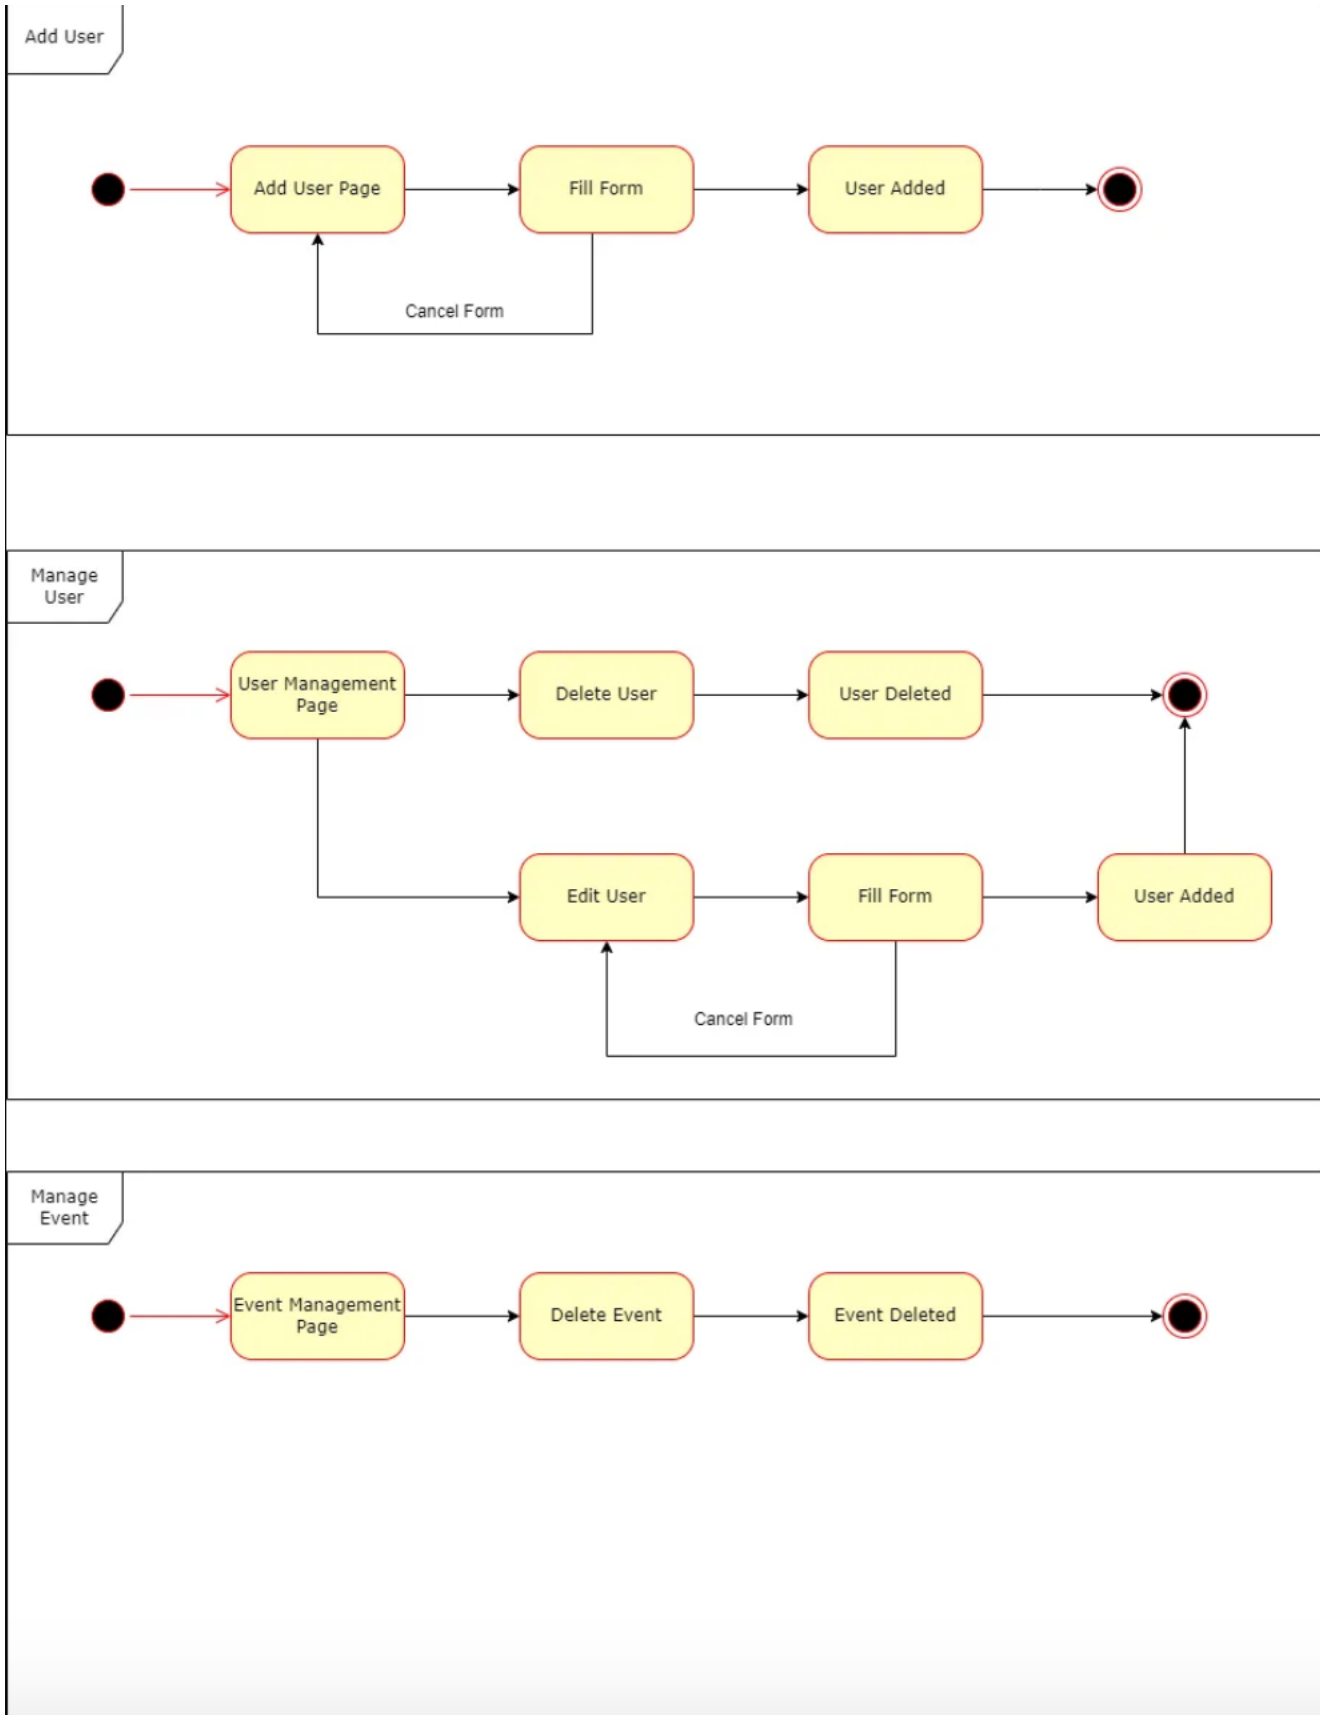 Add User
Add User Page
Fill Form
User Added
Cancel Form
Manage
User
User Management
Page
Delete User
User Deleted
Edit User
Fill Form
User Added
Cancel Form
Manage
Event
Event Management
Page
Delete Event
Event Deleted